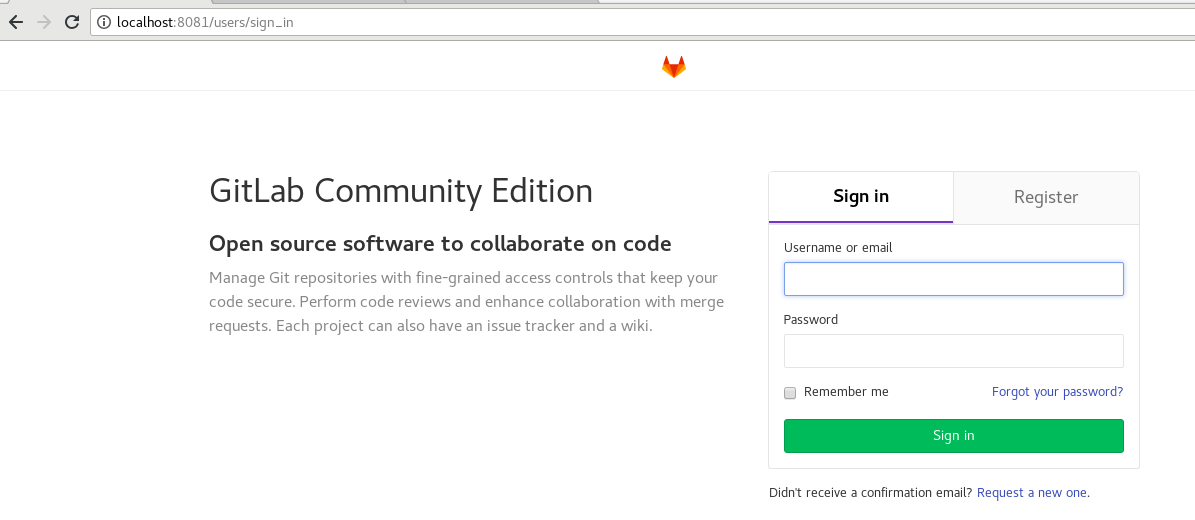 localhost:8081/users/sign_in
GitLab Community Edition
Open source software to collaborate on code
Manage Git repositories with fine-grained access controls that keep your
code secure. Perform code reviews and enhance collaboration with merge
requests. Each project can also have an issue tracker and a wiki.
Sign in
Register
Username or email
Password
Remember me
Forgot your password?
Sign in
Didn't receive a confirmation email? Request a new one.